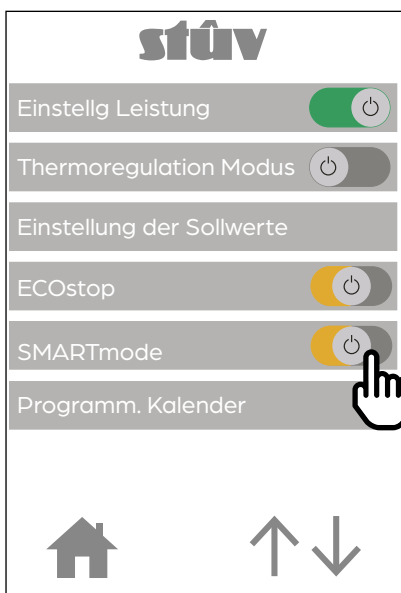 stûv
Einstellg Leistung
Thermoregulation Modus
Einstellung der Sollwerte
ECOstop
SMARTmode
Programm. Kalender